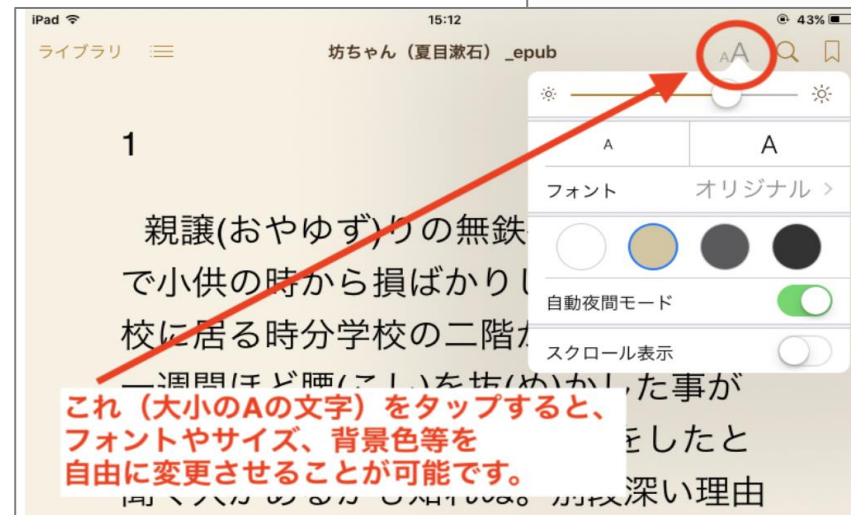 iPad 15:12 43%
ライブラリ 坊ちゃん（夏目漱石）_epub AA
A A
フォント オリジナル >
自動夜間モード
スクロール表示
1
親譲(おやゆず)りの無鉄
で小供の時から損ばかりし
校に居る時分学校の二階か
一週間ほど腰(こし)を抜(ぬ)かした事が
をしたと
別段深い理由
これ（大小のAの文字）をタップすると、
フォントやサイズ、背景色等を
自由に変更させることが可能です。